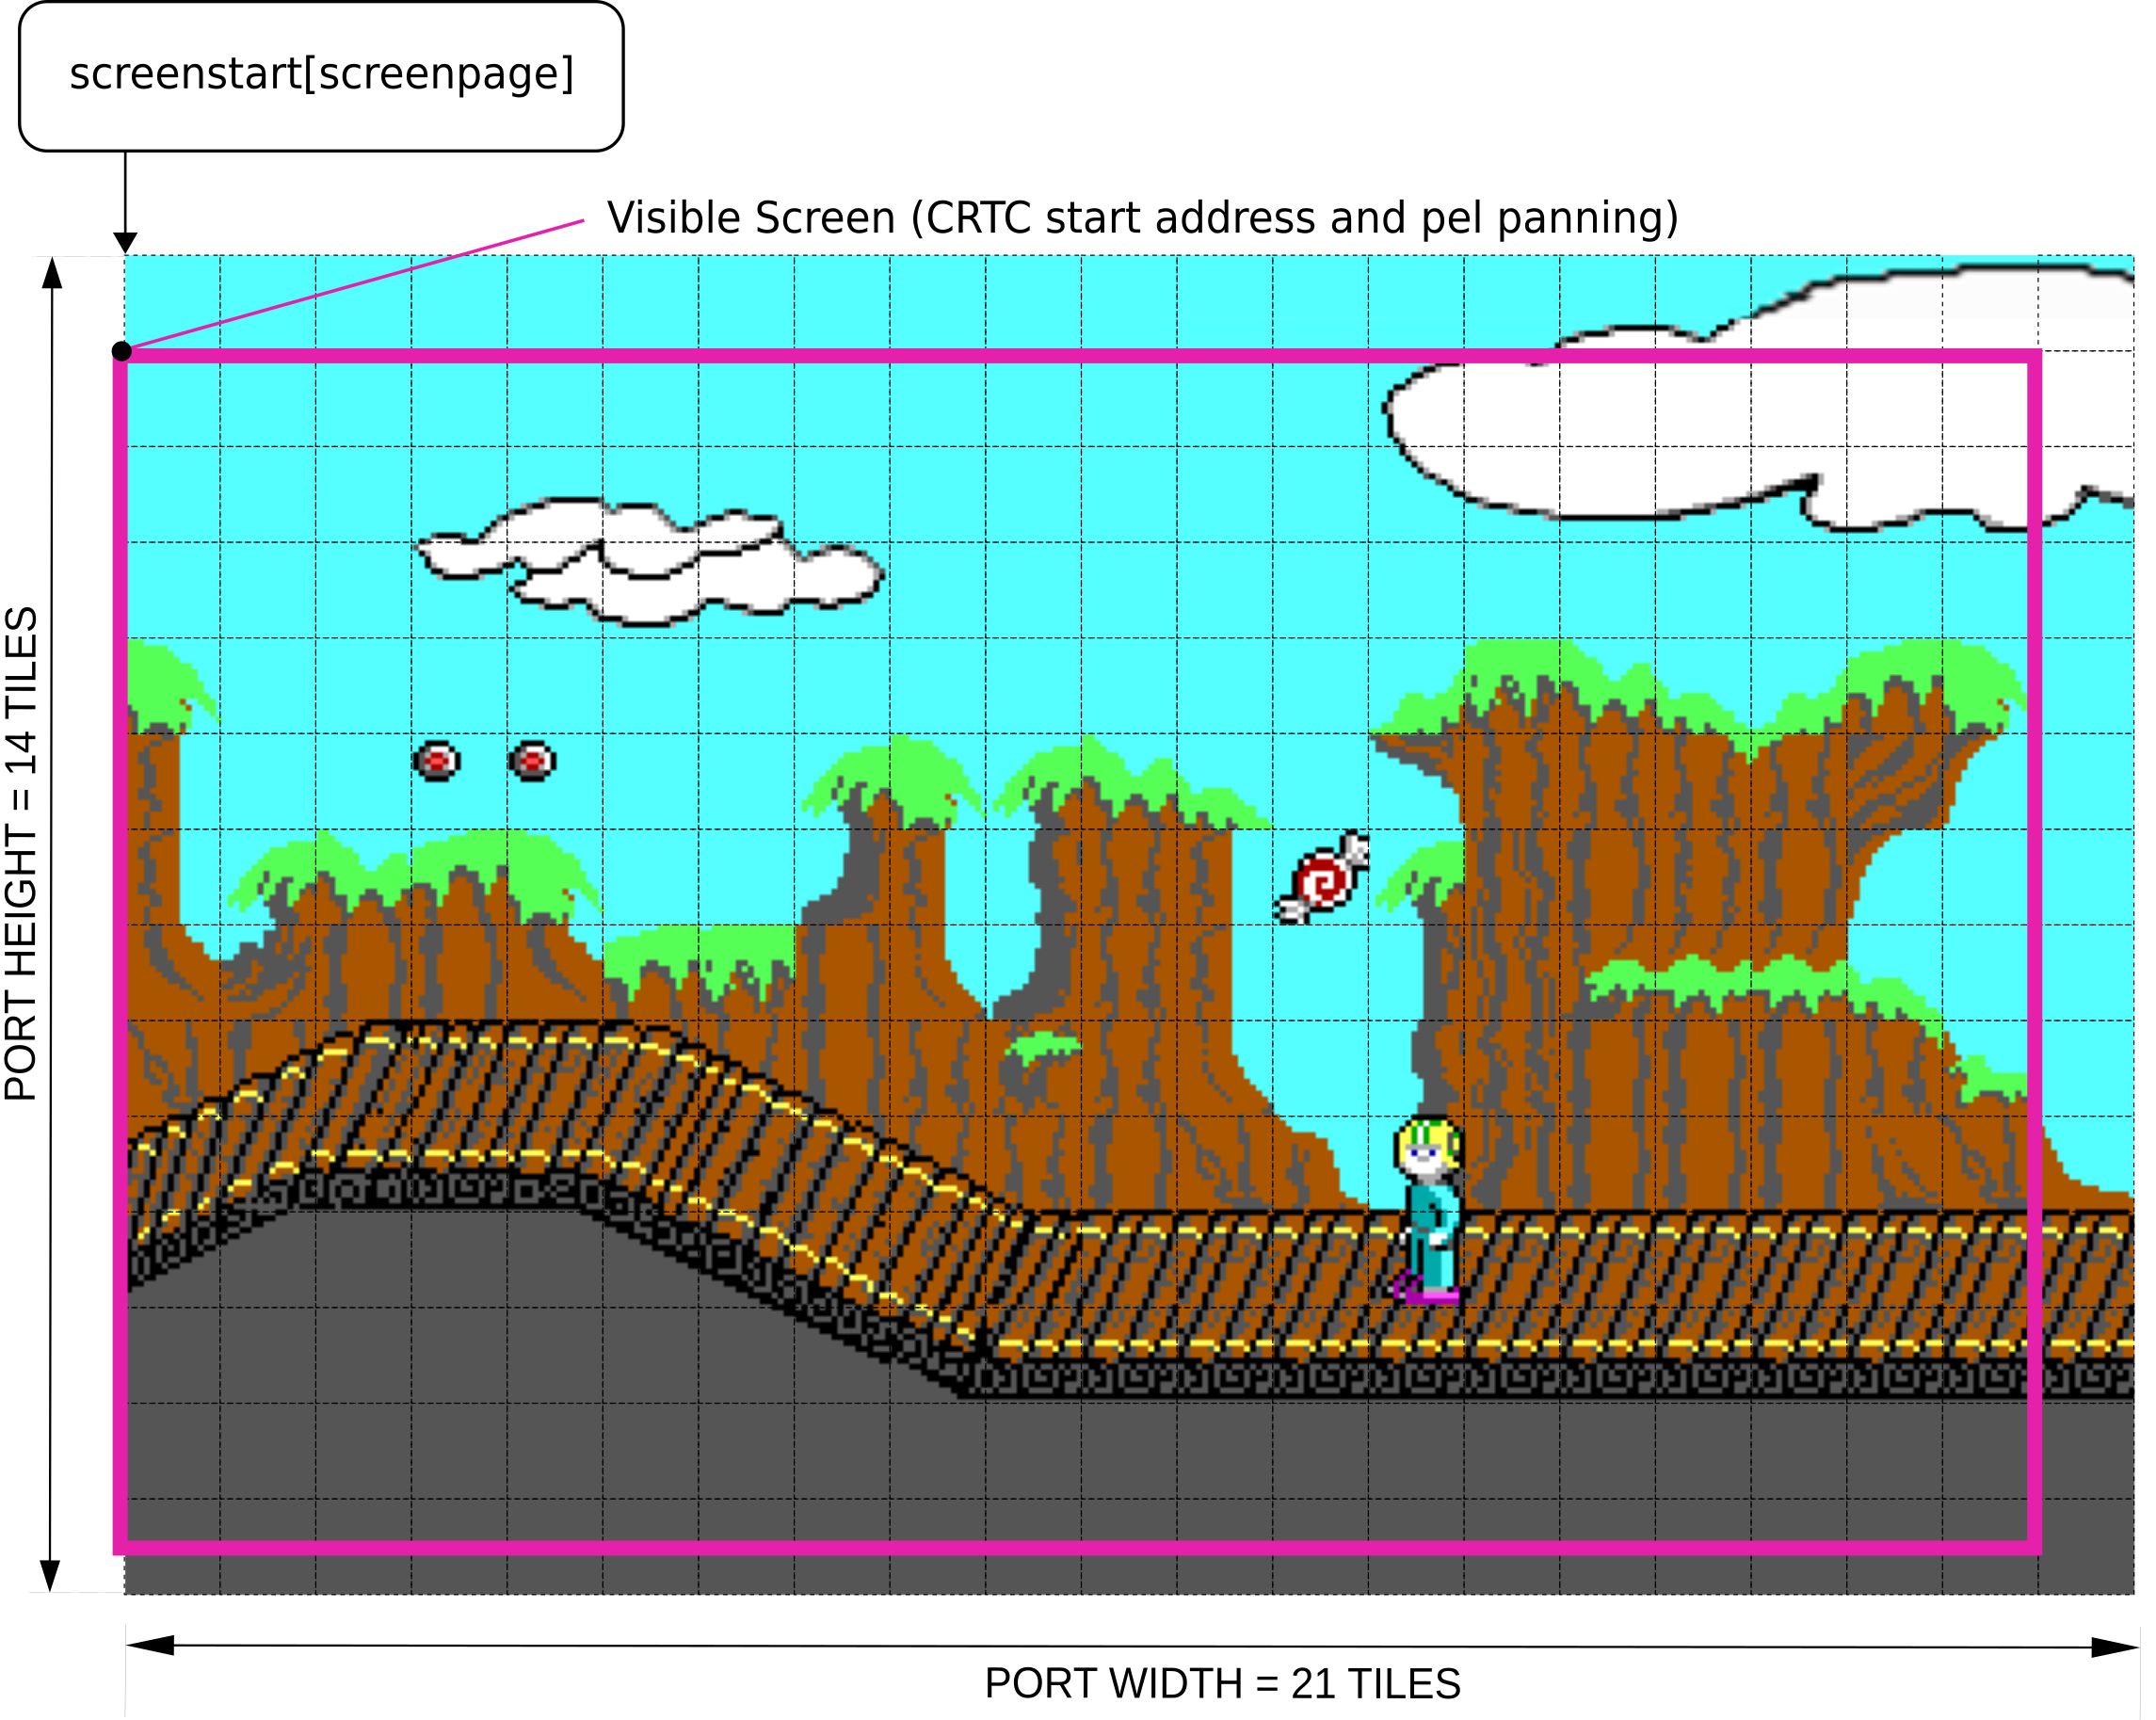 screenstart[screenpage]
Visible Screen (CRTC start address and pel panning)
PORT HEIGHT = 14 TILES
PORT WIDTH = 21 TILES